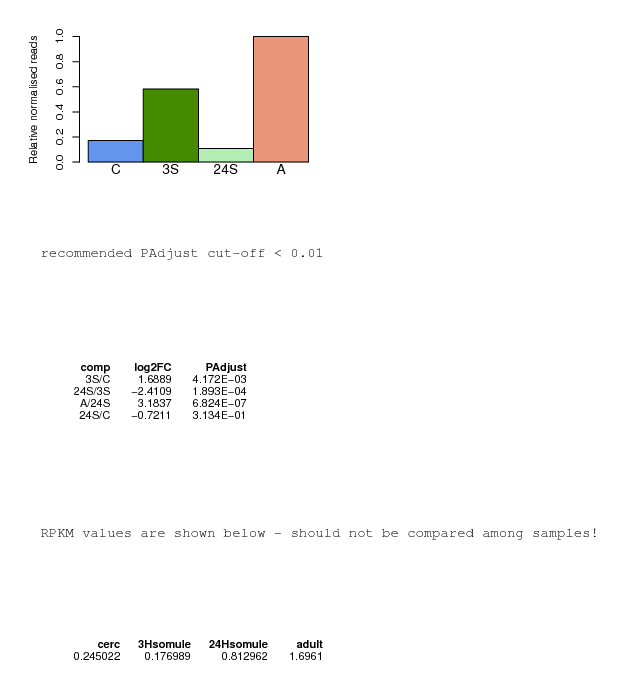 Relative normalised reads
1.0
0.8
0.6
0.4
0.2
0.0
C 3S 24S A
recommended PAdjust cut-off < 0.01
comp log2FC PAdjust
3S/C 1.6889 4.172E-03
24S/3S -2.4109 1.893E-04
A/24S 3.1837 6.824E-07
24S/C -0.7211 3.134E-01
RPKM values are shown below - should not be compared among samples!
cerc 3Hsomule 24Hsomule adult
0.245022 0.176989 0.812962 1.6961